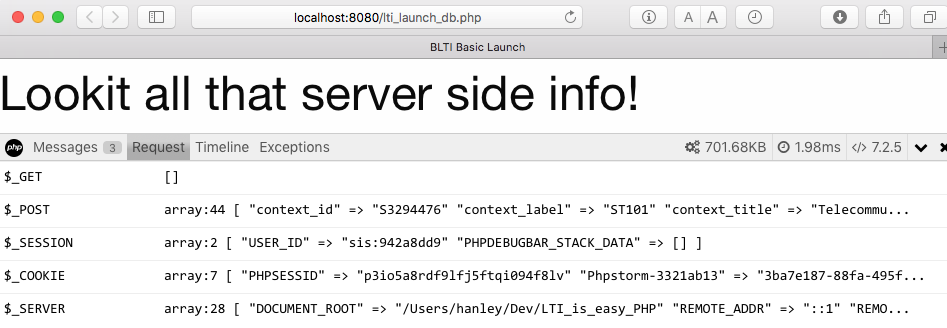 localhost:8080/lti_launch_db.php
A A
BLTI Basic Launch
Lookit all that server side info!
php Messages 3 Request Timeline Exceptions 701.68KB 1.98ms </> 7.2.5
$_GET []
$_POST array:44 [ "context_id" => "S3294476" "context_label" => "ST101" "context_title" => "Telecommu...
$_SESSION array:2 [ "USER_ID" => "sis:942a8dd9" "PHPDEBUGBAR_STACK_DATA" => [] ]
$_COOKIE array:7 [ "PHPSESSID" => "p3io5a8rdf9lfj5ftqi094f8lv" "Phpstorm-3321ab13" => "3ba7e187-88fa-495f...
$_SERVER array:28 [ "DOCUMENT_ROOT" => "/Users/hanley/Dev/LTI_is_easy_PHP" "REMOTE_ADDR" => "::1" "REMO...